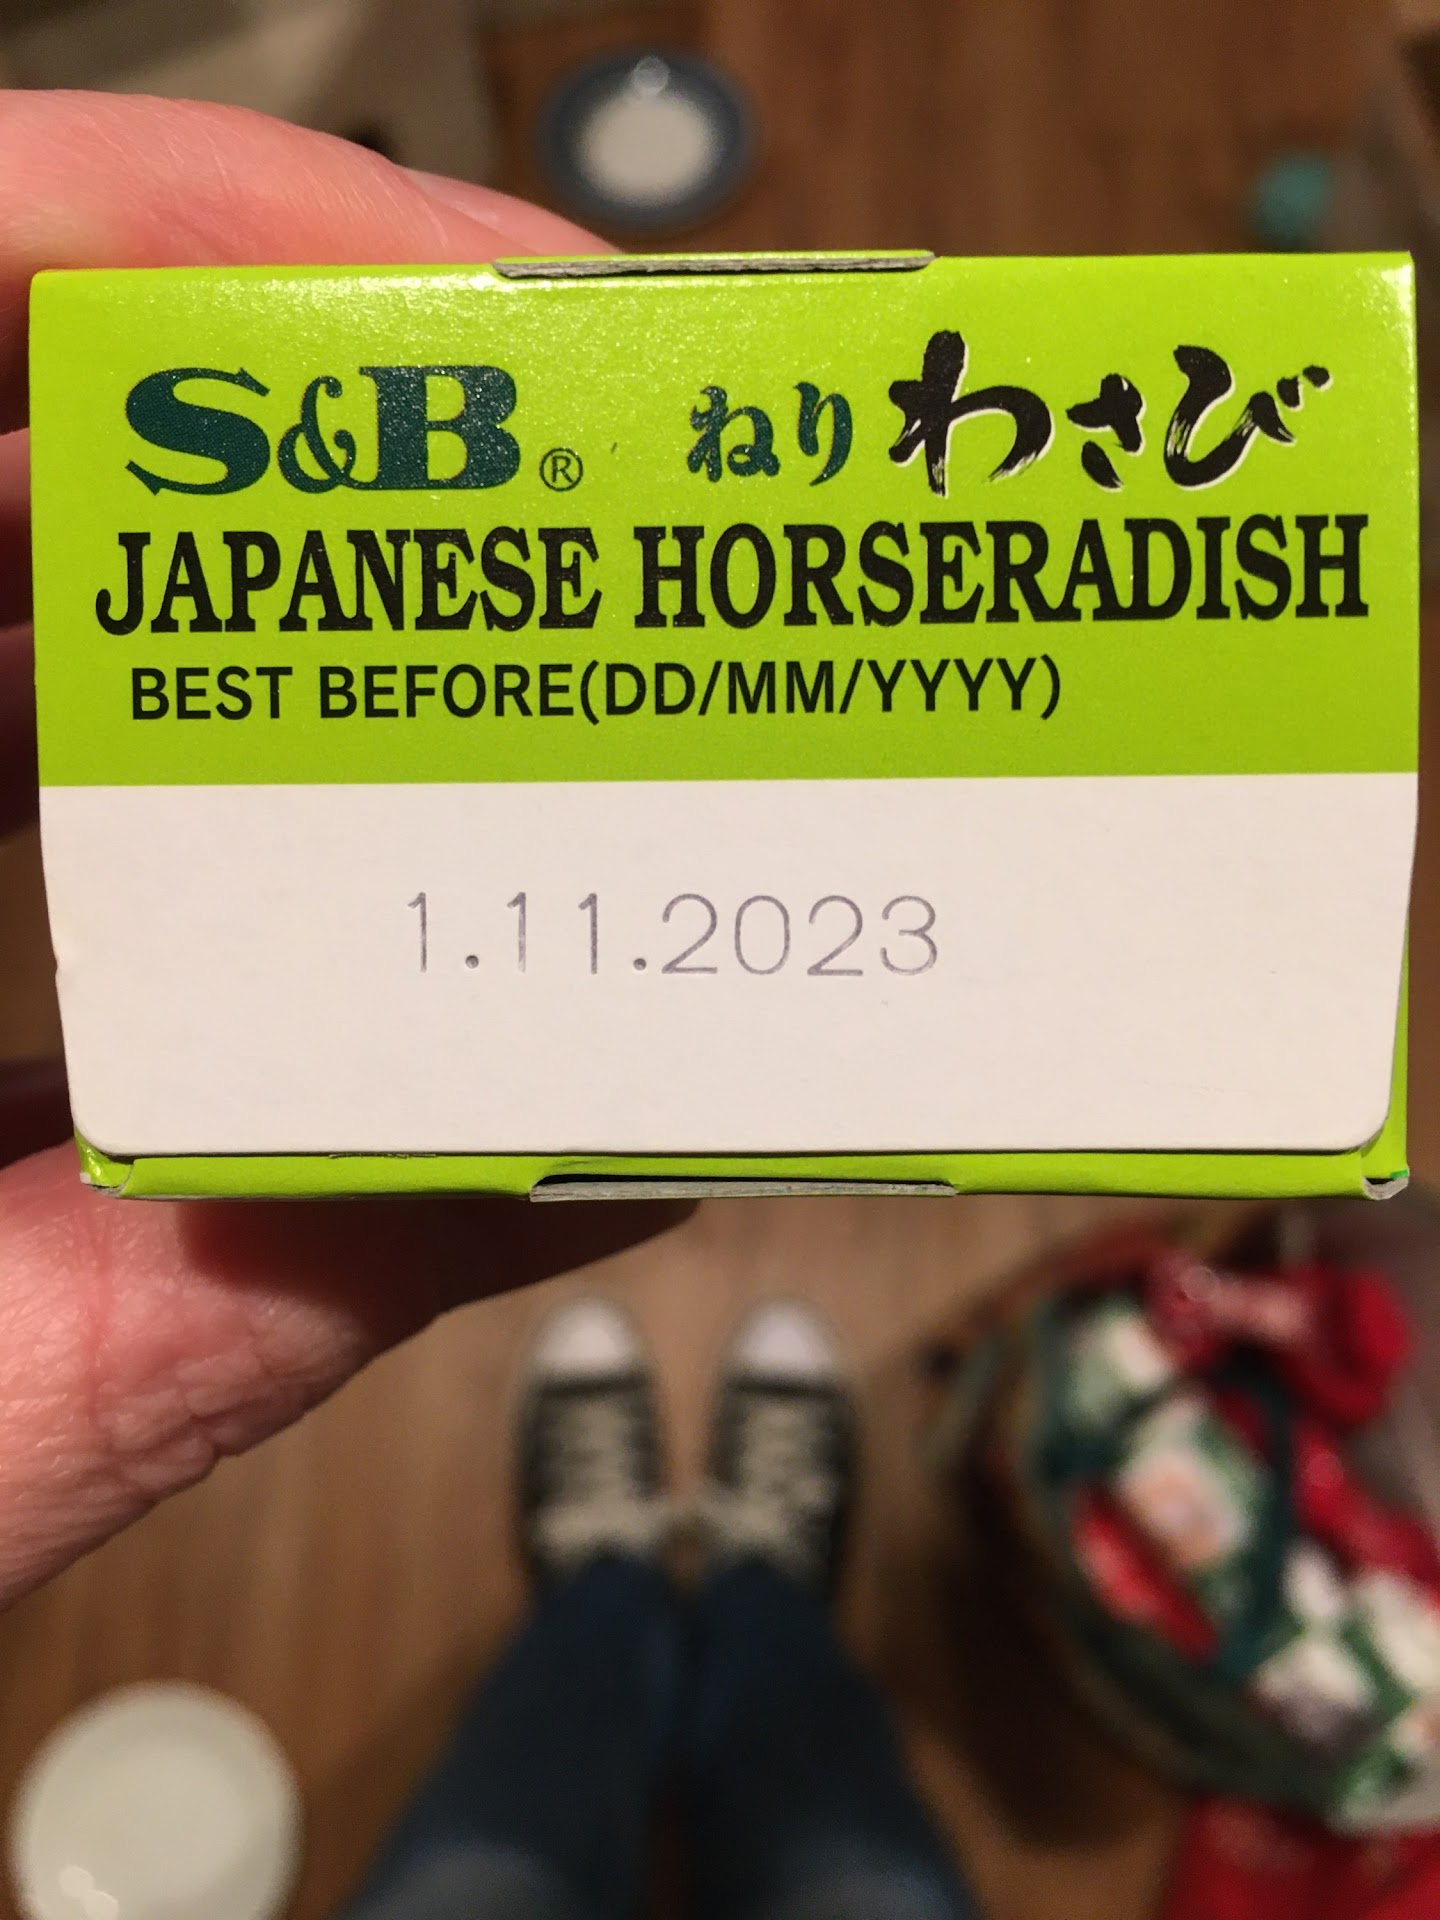 S&B® ねり わさび
JAPANESE HORSERADISH
BEST BEFORE(DD/MM/YYYY)
1.11.2023